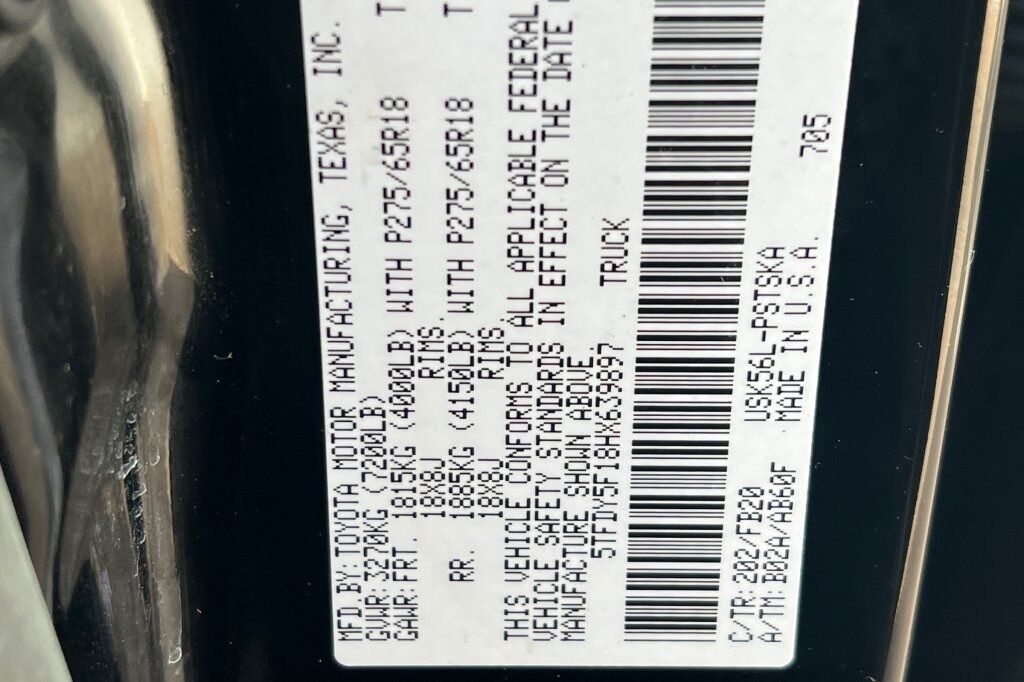 MFD.BY:TOYOTA MOTOR MANUFACTURING, TEXAS, INC.
GVWR:3270KG (7200LB)
GAWR:FRT. 1815KG (4000LB) WITH P275/65R18 T
18X8J RIMS.
RR. 1885KG (4150LB) WITH P275/65R18 T
18X8J RIMS.
THIS VEHICLE CONFORMS TO ALL APPLICABLE FEDERAL
VEHICLE SAFETY STANDARDS IN EFFECT ON THE DATE
MANUFACTURE SHOWN ABOVE
5TFDY5F18HX639897 TRUCK
C/TR:202/FB20 USK56L-PSTSKA 705
A/TM:B02A/AB60F MADE IN U.S.A.